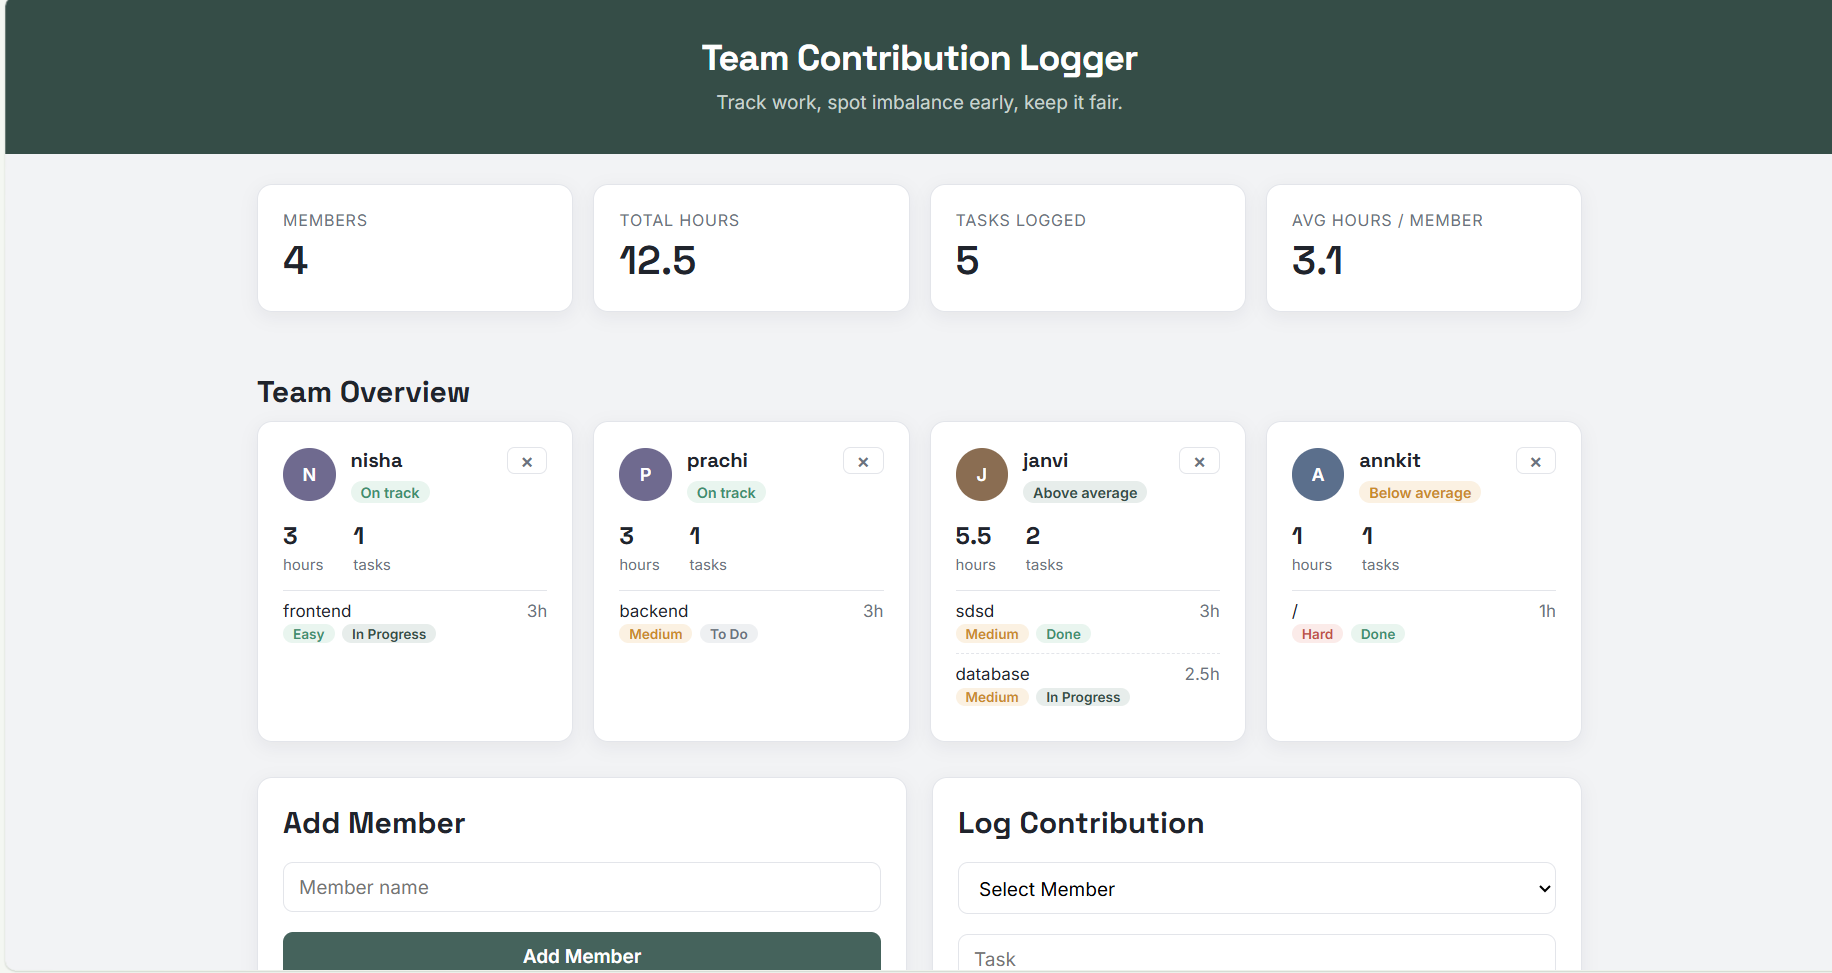 Team Contribution Logger
Track work, spot imbalance early, keep it fair.
MEMBERS
4
TOTAL HOURS
12.5
TASKS LOGGED
5
AVG HOURS / MEMBER
3.1
Team Overview
N
nisha
×
On track
3 1
hours tasks
frontend 3h
Easy In Progress
P
prachi
×
On track
3 1
hours tasks
backend 3h
Medium To Do
J
janvi
×
Above average
5.5 2
hours tasks
sdsd 3h
Medium Done
database 2.5h
Medium In Progress
A
annkit
×
Below average
1 1
hours tasks
/ 1h
Hard Done
Add Member
Member name
Add Member
Log Contribution
Select Member
Task